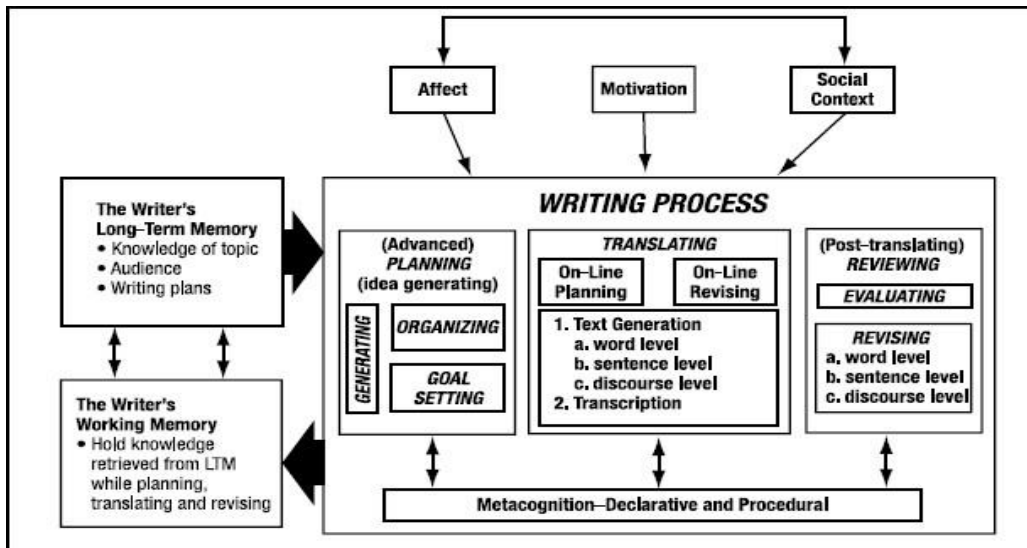 Affect
Motivation
Social
Context
The Writer's
Long–Term Memory
• Knowledge of topic
• Audience
• Writing plans
The Writer's
Working Memory
• Hold knowledge
retrieved from LTM
while planning,
translating and revising
WRITING PROCESS
(Advanced)
PLANNING
(idea generating)
GENERATING
ORGANIZING
GOAL
SETTING
TRANSLATING
On–Line
Planning
On–Line
Revising
1. Text Generation
a. word level
b. sentence level
c. discourse level
2. Transcription
(Post–translating)
REVIEWING
EVALUATING
REVISING
a. word level
b. sentence level
c. discourse level
Metacognition–Declarative and Procedural